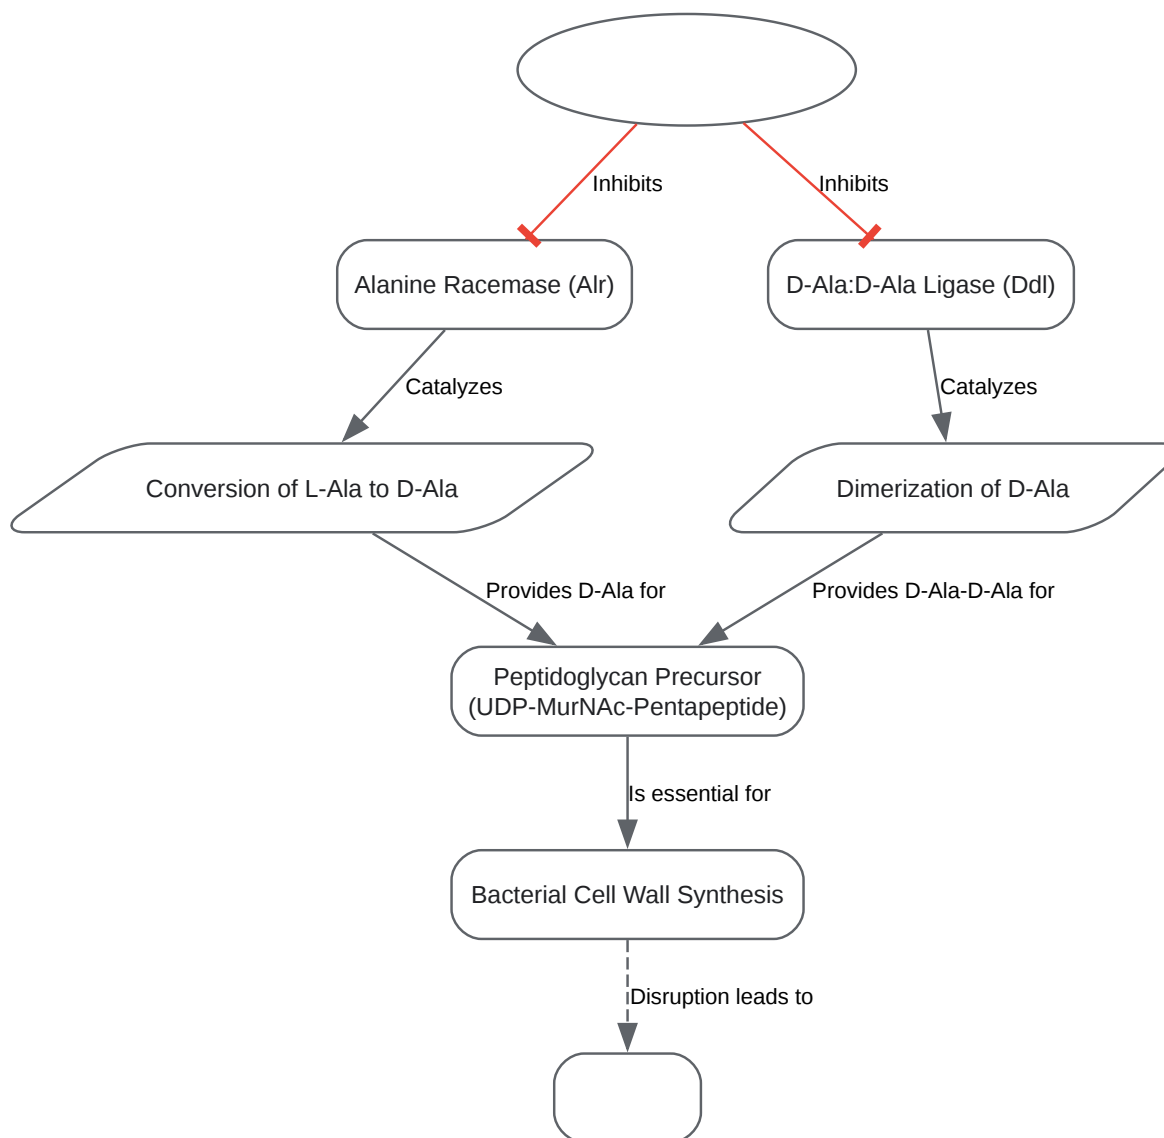 Inhibits
Inhibits
Alanine Racemase (Alr)
D-Ala:D-Ala Ligase (Ddl)
Catalyzes
Catalyzes
Conversion of L-Ala to D-Ala
Dimerization of D-Ala
Provides D-Ala for
Provides D-Ala-D-Ala for
Peptidoglycan Precursor
(UDP-MurNAc-Pentapeptide)
Is essential for
Bacterial Cell Wall Synthesis
Disruption leads to